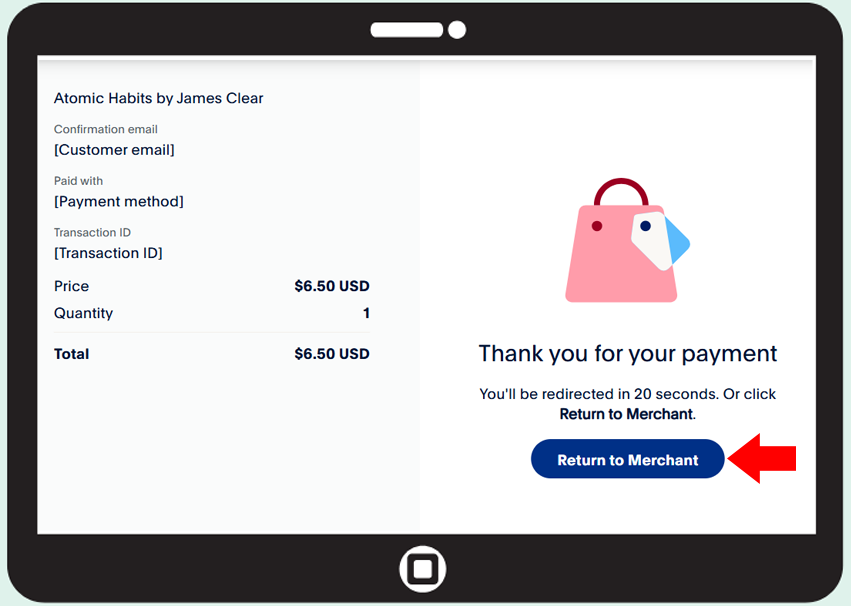 Atomic Habits by James Clear
Confirmation email
[Customer email]
Paid with
[Payment method]
Transaction ID
[Transaction ID]
Price $6.50 USD
Quantity 1
Total $6.50 USD
Thank you for your payment
You'll be redirected in 20 seconds. Or click
Return to Merchant.
Return to Merchant